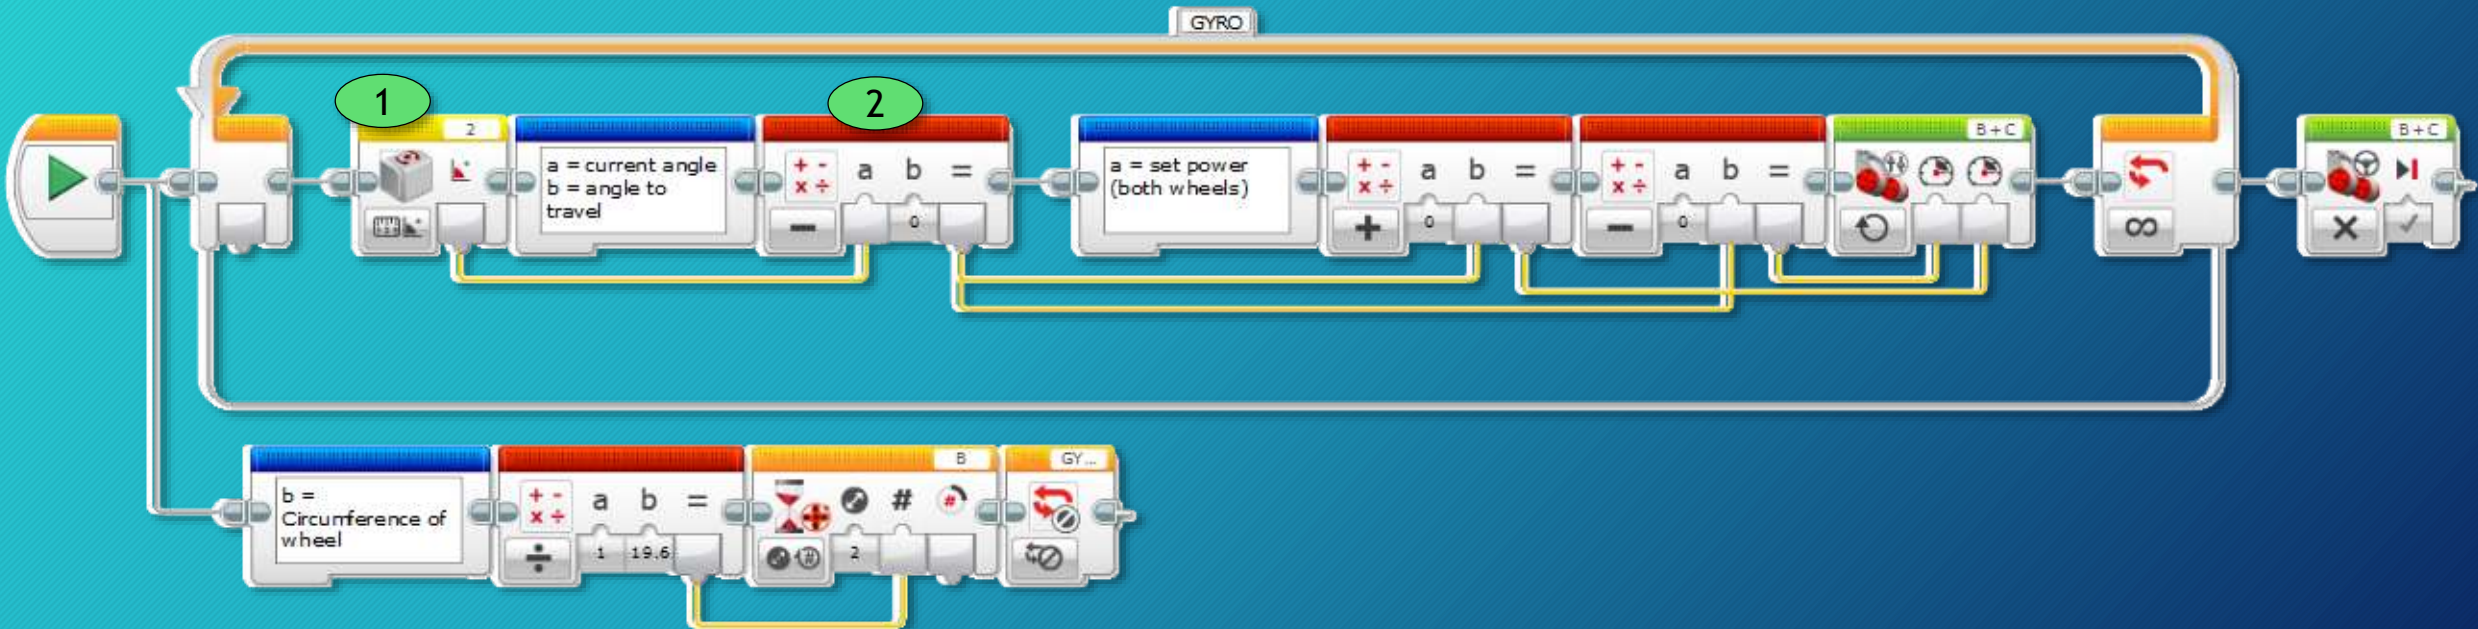 GYRO
1
2
2
B+C
B+C
a = current angle
b = angle to
travel
a b =
0
a = set power
(both wheels)
a b =
0
a b =
0
b =
Circumference of
wheel
a b =
1 19.6
B
#
2
GY...